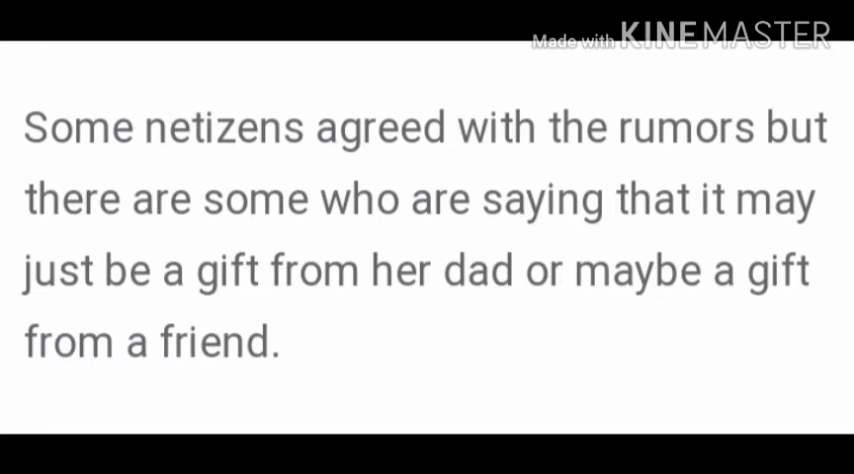 Made with KINEMASTER
Some netizens agreed with the rumors but
there are some who are saying that it may
just be a gift from her dad or maybe a gift
from a friend.